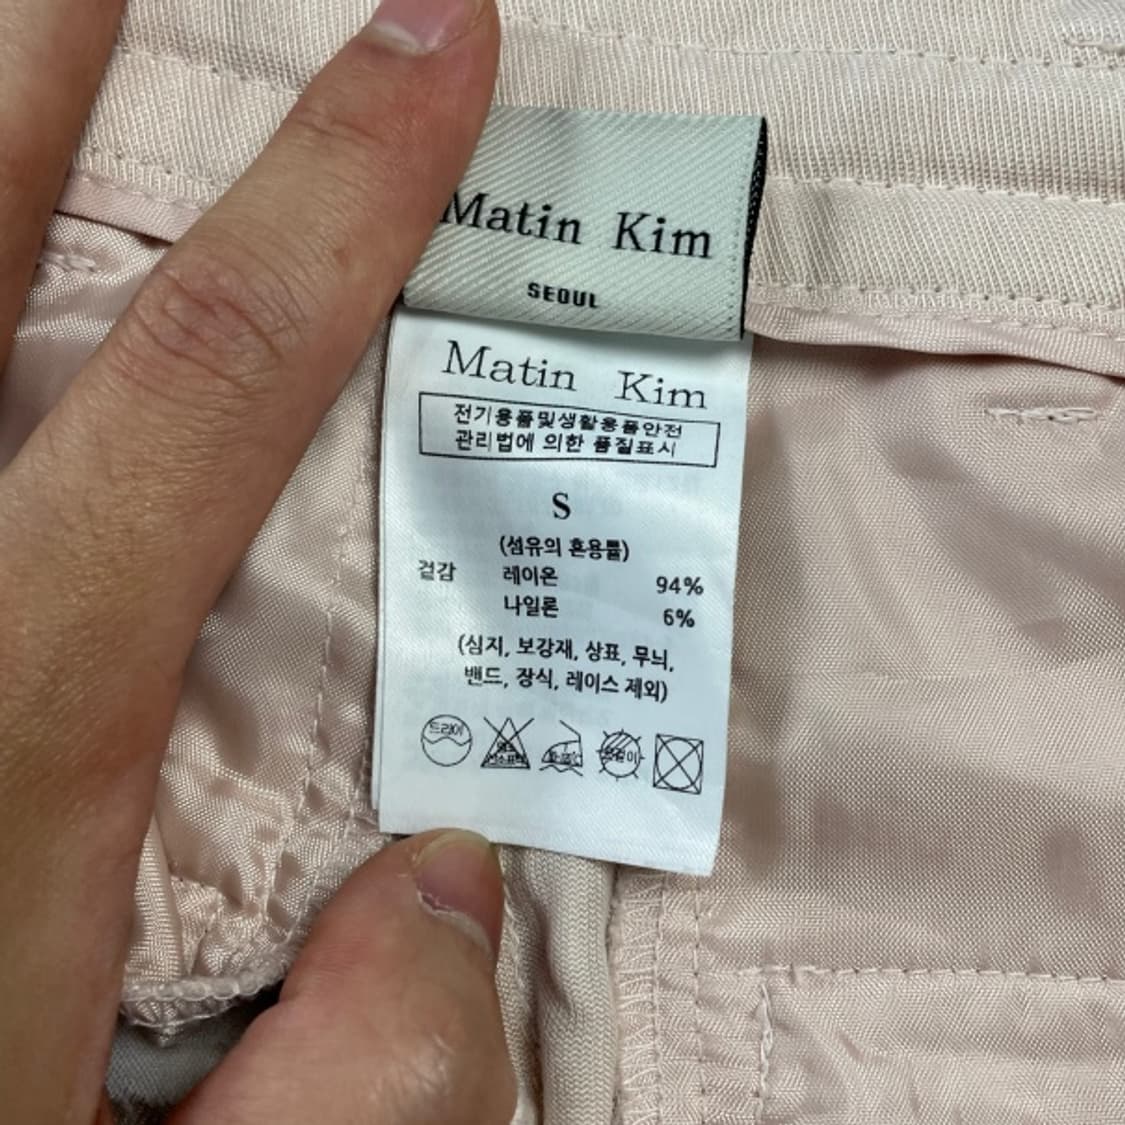 Matin Kim
SEOUL
Matin Kim
전기용품및생활용품안전
관리법에 의한 품질표시
S
(섬유의 혼용률)
겉감 레이온 94%
나일론 6%
(심지, 보강재, 상표, 무늬,
밴드, 장식, 레이스 제외)
드라이